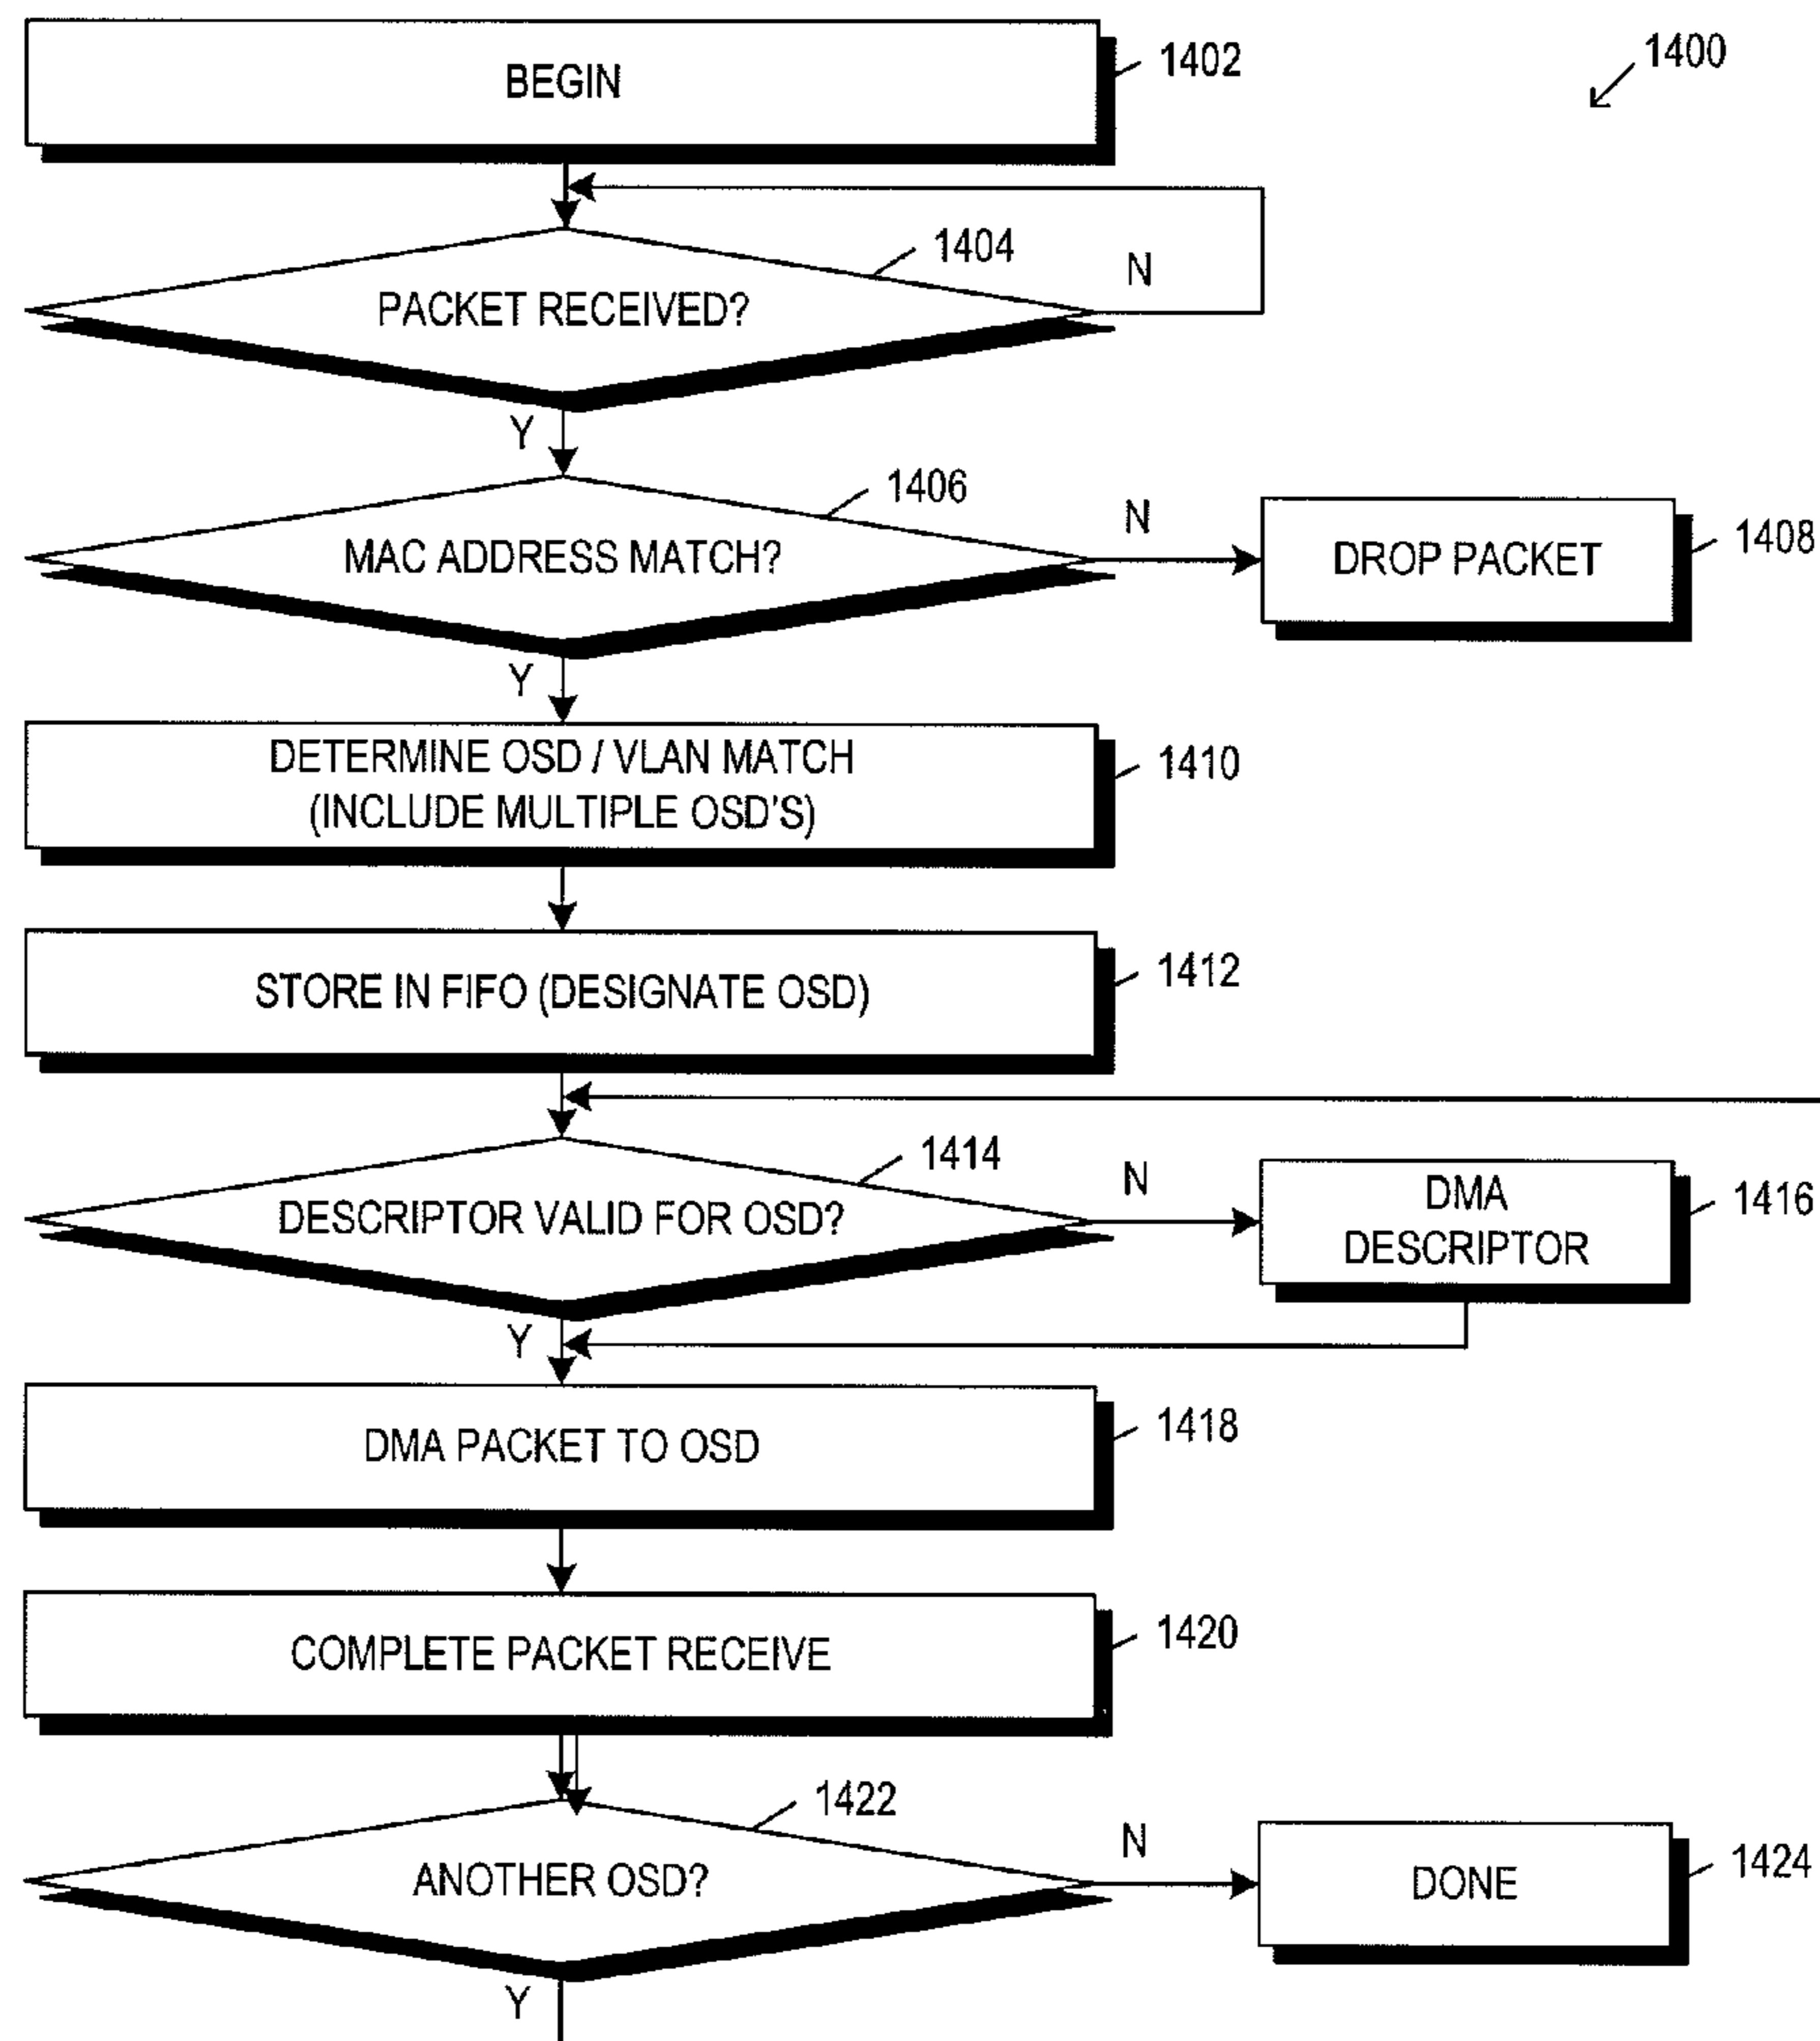 BEGIN
1402
1400
1404
N
PACKET RECEIVED?
Y
1406
N
MAC ADDRESS MATCH?
DROP PACKET
1408
Y
DETERMINE OSD / VLAN MATCH
(INCLUDE MULTIPLE OSD'S)
1410
STORE IN FIFO (DESIGNATE OSD)
1412
1414
N
DESCRIPTOR VALID FOR OSD?
DMA
DESCRIPTOR
1416
Y
DMA PACKET TO OSD
1418
COMPLETE PACKET RECEIVE
1420
1422
N
ANOTHER OSD?
DONE
1424
Y